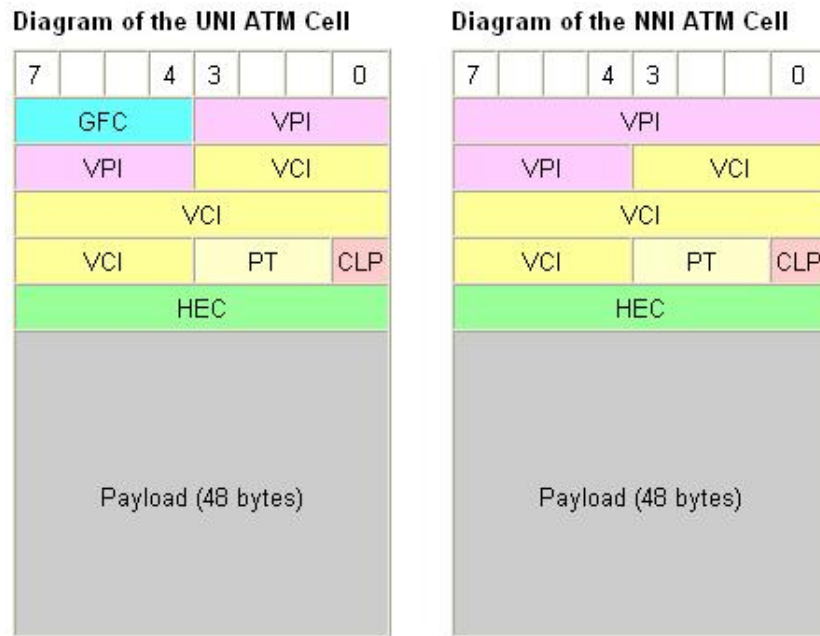 Diagram of the UNI ATM Cell
7 4 3 0
GFC VPI
VPI VCI
VCI
VCI PT CLP
HEC
Payload (48 bytes)
Diagram of the NNI ATM Cell
7 4 3 0
VPI
VPI VCI
VCI
VCI PT CLP
HEC
Payload (48 bytes)